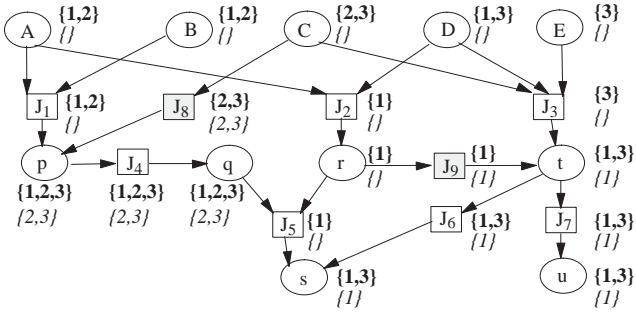 A {1,2} {} B {1,2} {} C {2,3} {} D {1,3} {} E {3} {}
J1 {1,2} {} J8 {2,3} {2,3} J2 {1} {} J3 {3} {}
p {1,2,3} {2,3} J4 {1,2,3} {2,3} q {1,2,3} {2,3} r {1} {} J9 {1} {1} t {1,3} {1}
J5 {1} {} J6 {1,3} {1} J7 {1,3} {1}
s {1,3} {1} u {1,3} {1}